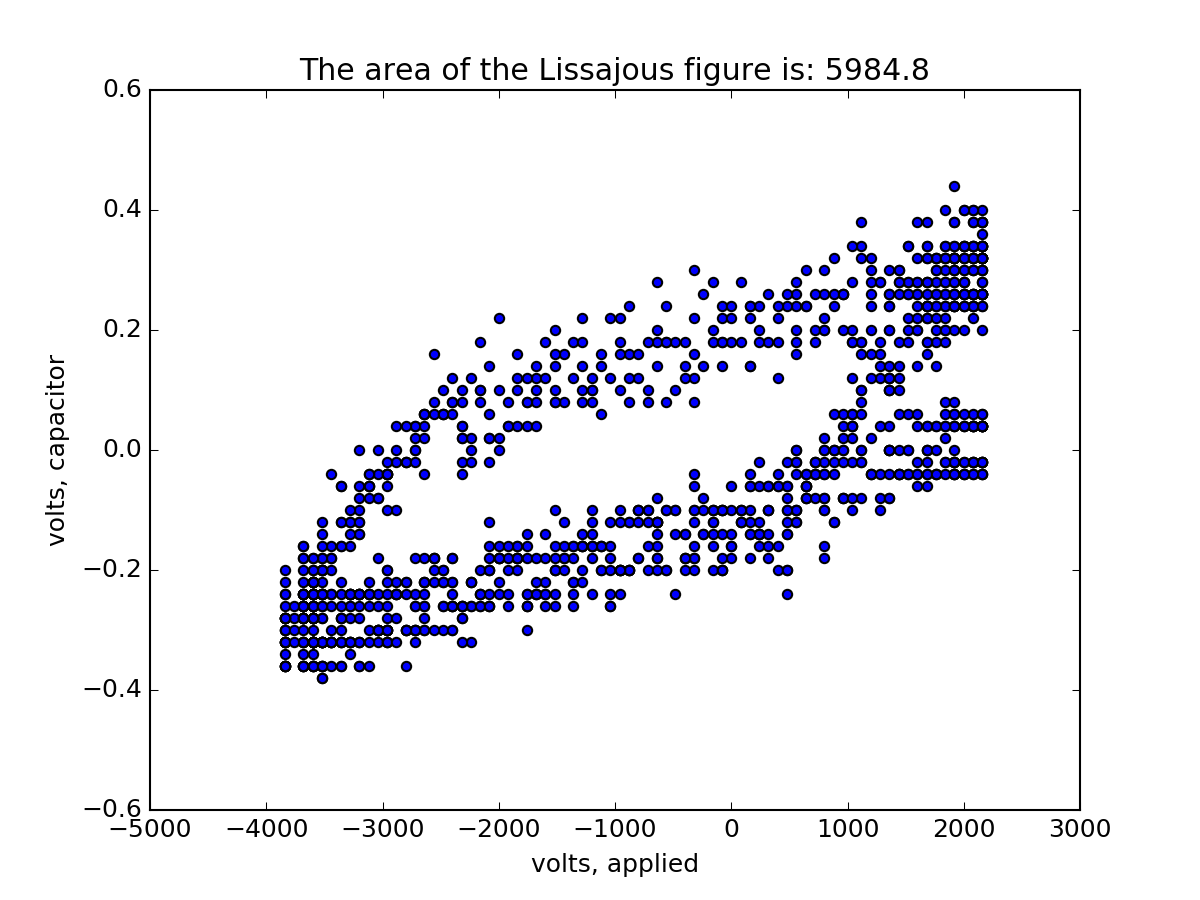 The area of the Lissajous figure is: 5984.8
0.6
0.4
0.2
0.0
−0.2
−0.4
−0.6
volts, capacitor
−5000 −4000 −3000 −2000 −1000 0 1000 2000 3000
volts, applied